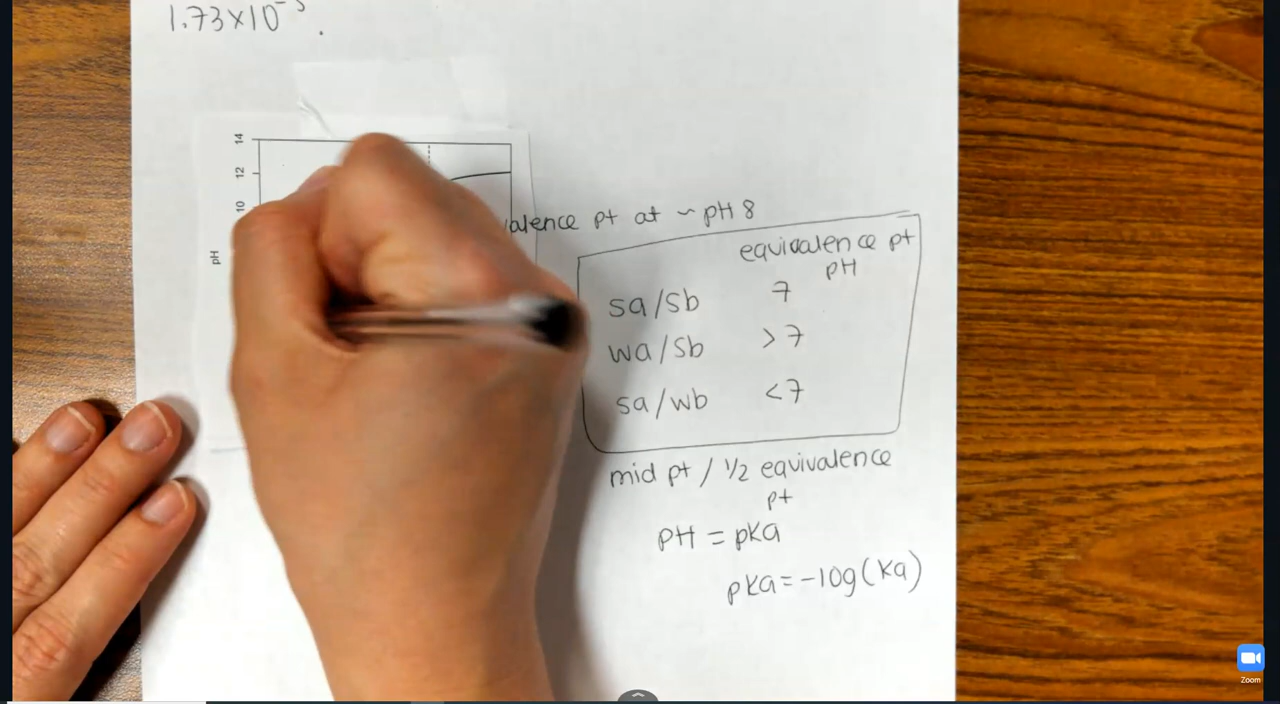 1.73x10
14
12
10
pH
pt at ~ pH 8
equivalence pt
pH
sa/sb 7
wa/sb >7
sa/wb <7
mid pt / 1/2 equivalence
pt
pH = pKa
pKa = -log(Ka)
Zoom